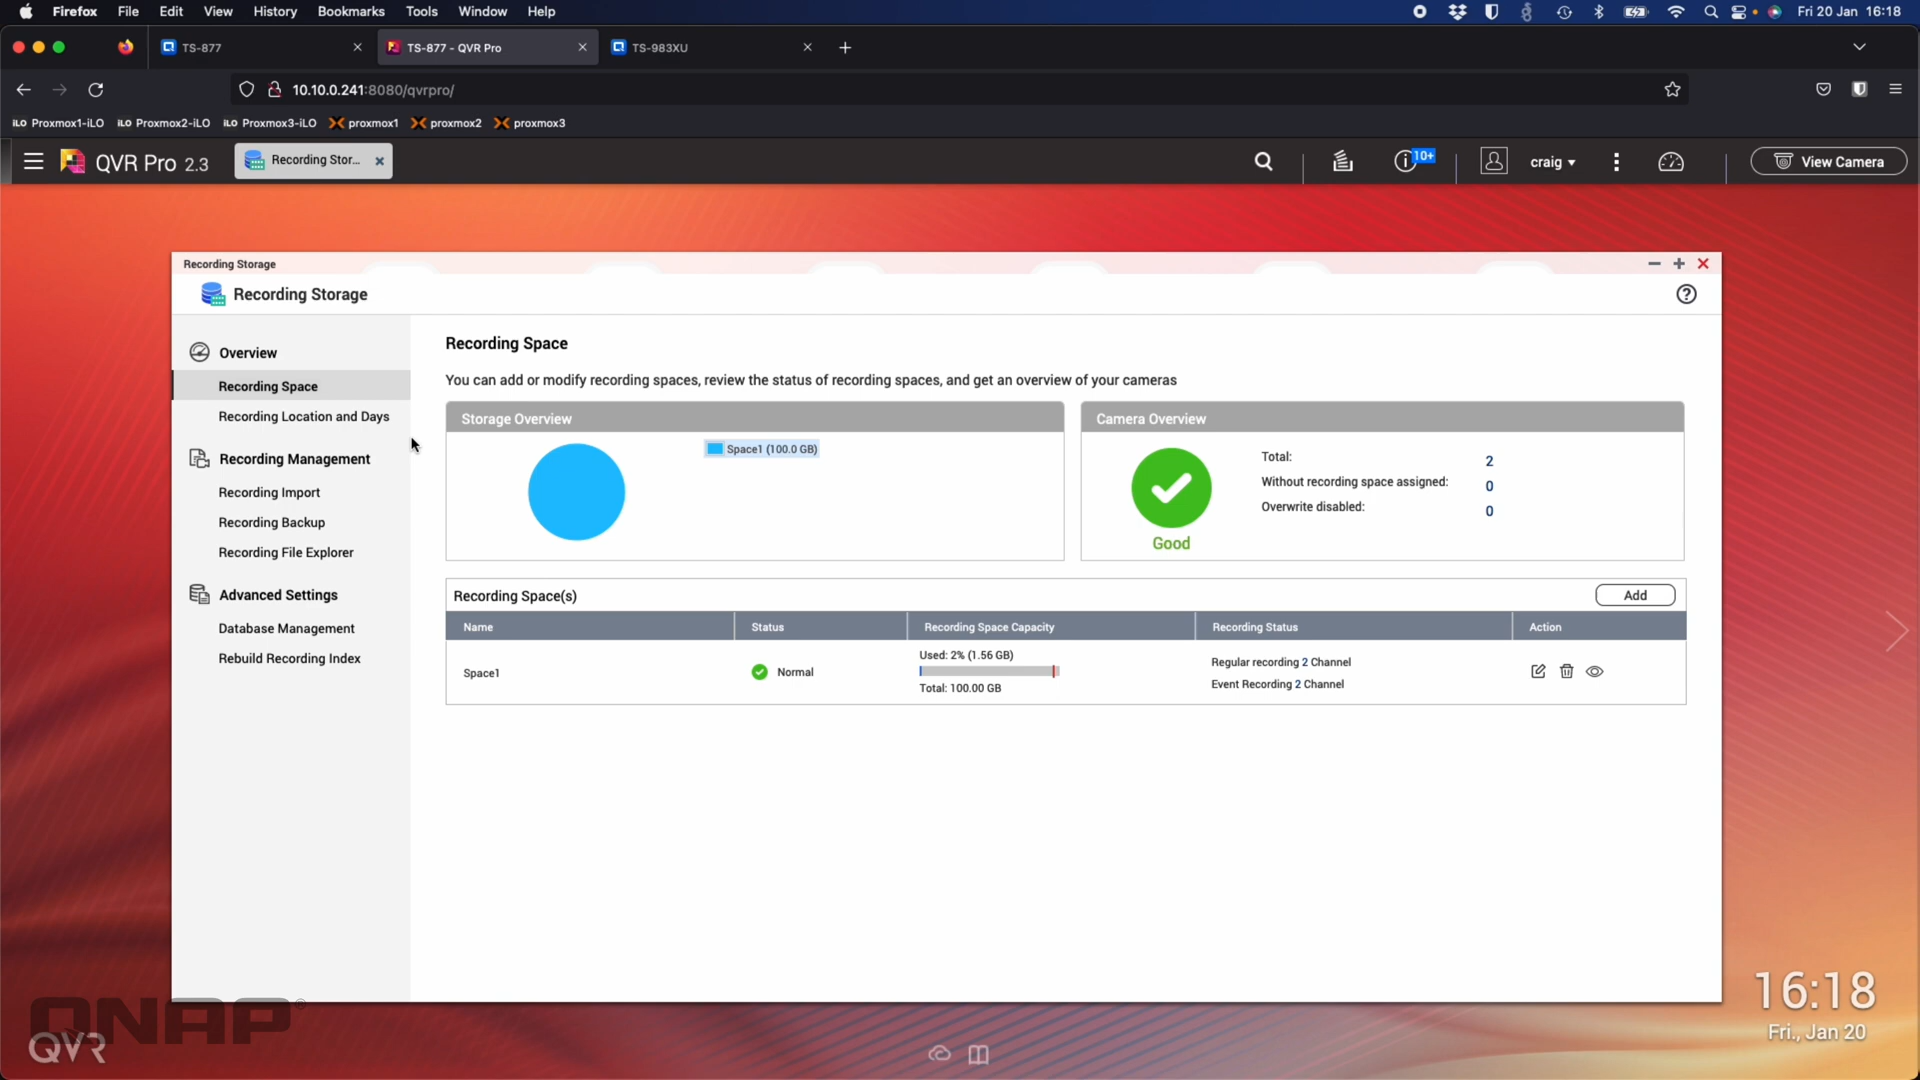 Firefox File Edit View History Bookmarks Tools Window Help Fri 20 Jan 16:18
TS-877 TS-877 - QVR Pro TS-983XU
10.10.0.241:8080/qvrpro/
iLO Proxmox1-iLO iLO Proxmox2-iLO iLO Proxmox3-iLO proxmox1 proxmox2 proxmox3
QVR Pro 2.3 Recording Stor... 10+ craig View Camera
Recording Storage
Recording Storage
Overview
Recording Space
Recording Location and Days
Recording Management
Recording Import
Recording Backup
Recording File Explorer
Advanced Settings
Database Management
Rebuild Recording Index
Recording Space
You can add or modify recording spaces, review the status of recording spaces, and get an overview of your cameras
Storage Overview
Space1 (100.0 GB)
Camera Overview
Good
Total: 2
Without recording space assigned: 0
Overwrite disabled: 0
Recording Space(s) Add
Name Status Recording Space Capacity Recording Status Action
Space1 Normal
Used: 2% (1.56 GB)
Total: 100.00 GB
Regular recording 2 Channel
Event Recording 2 Channel
16:18
Fri., Jan 20
QNAP®
QVR